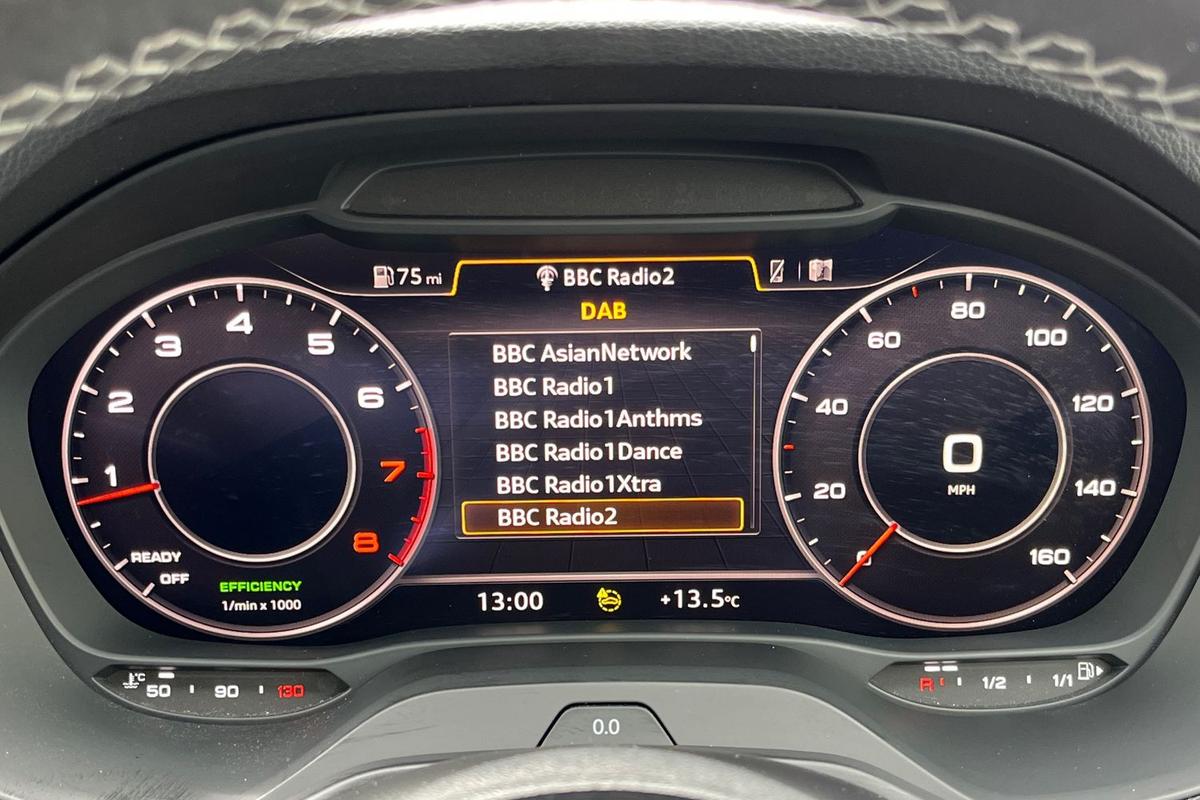 75 mi
BBC Radio2
DAB
BBC AsianNetwork
BBC Radio1
BBC Radio1Anthms
BBC Radio1Dance
BBC Radio1Xtra
BBC Radio2
1
2
3
4
5
6
7
8
READY
OFF
EFFICIENCY
1/min x 1000
0
20
40
60
80
100
120
140
160
0
MPH
13:00
+13.5°C
°C
50
90
130
R
1/2
1/1
0.0